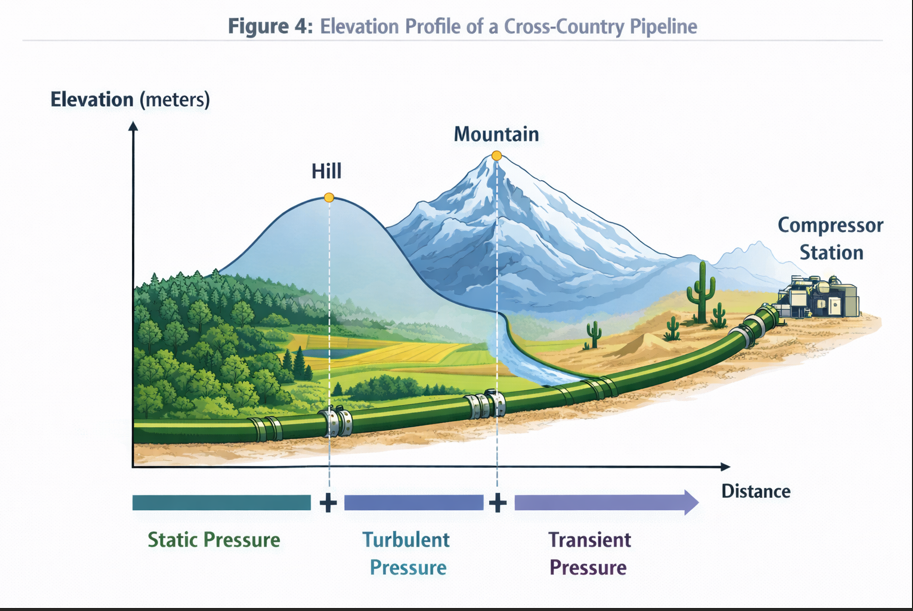 Figure 4: Elevation Profile of a Cross-Country Pipeline
Elevation (meters)
Mountain
Hill
Compressor
Station
Distance
Static Pressure
Turbulent
Pressure
Transient
Pressure